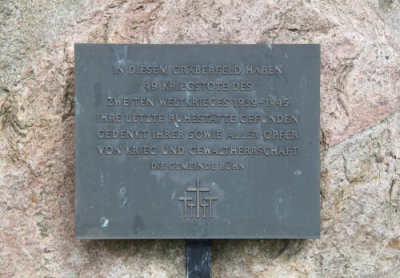 IN DIESEM GRÄBERFELD HABEN
49 KRIEGSTOTE DES
ZWEITEN WELTKRIEGES 1939-1945
IHRE LETZTE RUHESTÄTTE GEFUNDEN
GEDENKT IHRER SOWIE ALLER OPFER
VON KRIEG UND GEWALTHERRSCHAFT
DIE GEMEINDE BÜHN